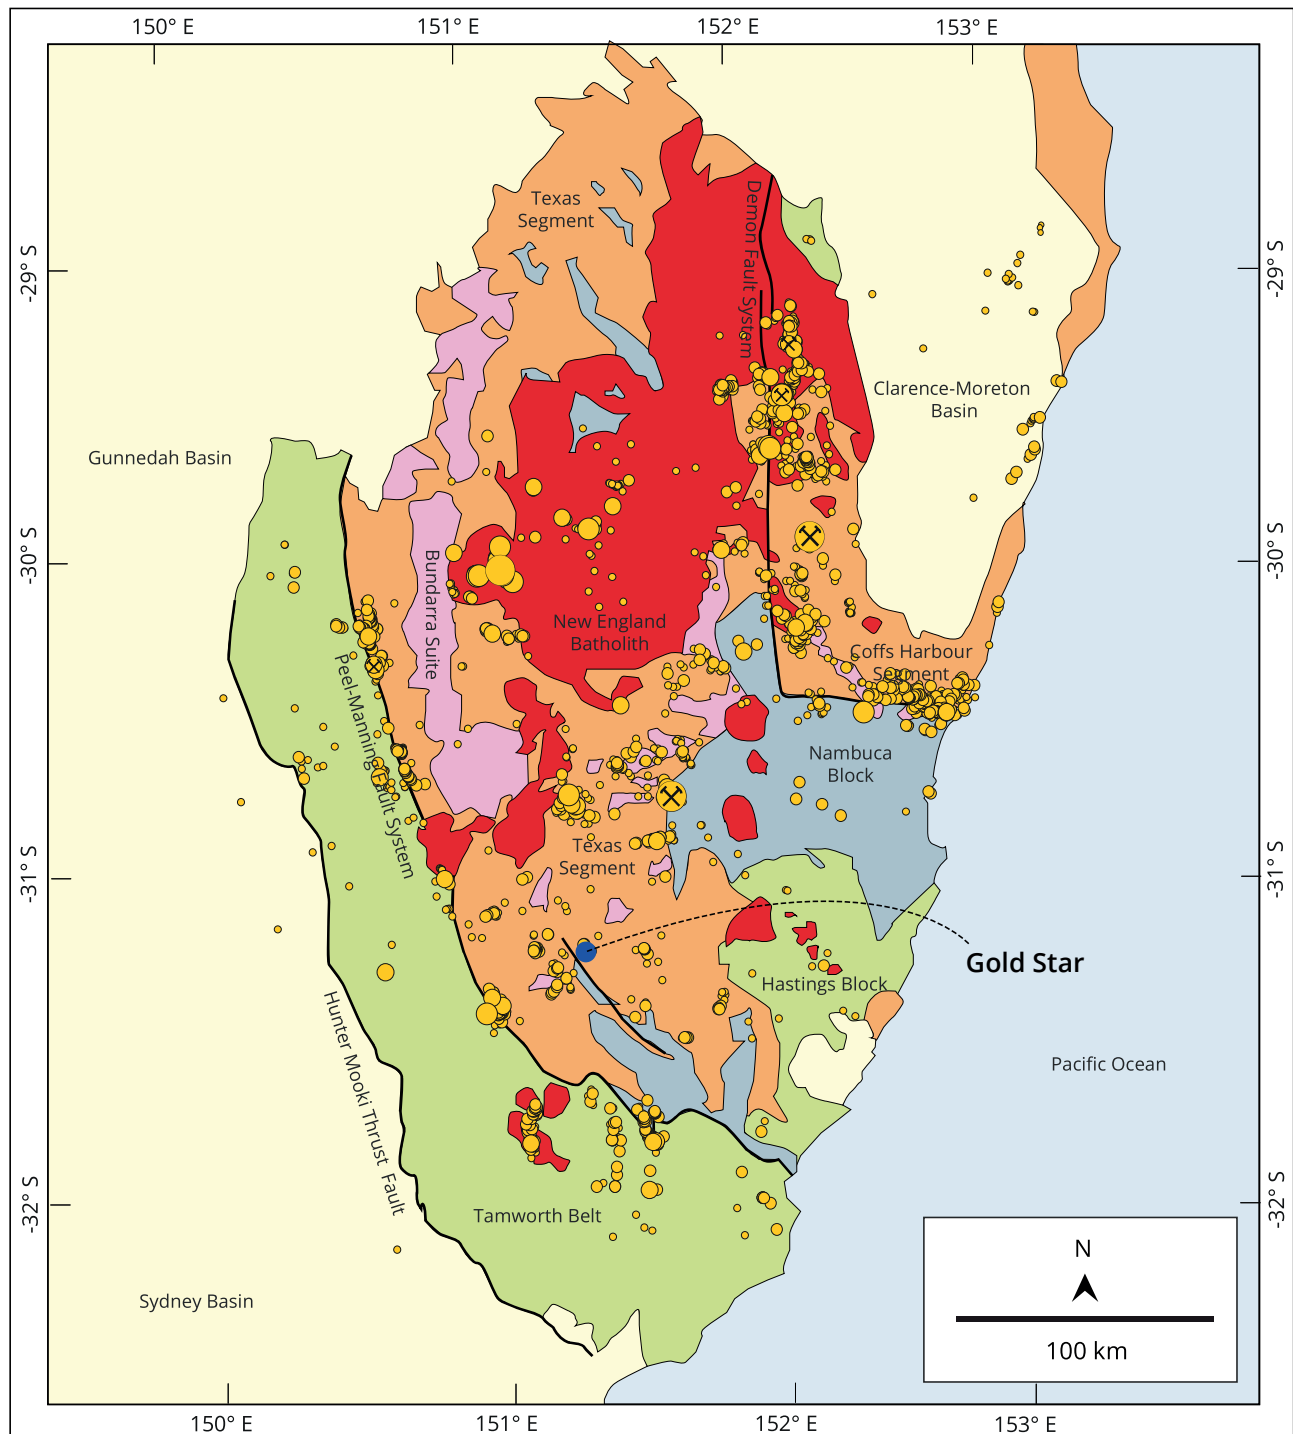 150° E
151° E
152° E
153° E
-29° S
-29° S
Texas
Segment
Demon Fault System
Clarence-Moreton
Basin
Gunnedah Basin
-30° S
-30° S
Bundarra Suite
New England
Batholith
Coffs Harbour
Segment
Peel-Manning Fault System
Nambuca
Block
Texas
Segment
-31° S
-31° S
Gold Star
Hastings Block
Hunter Mooki Thrust Fault
Pacific Ocean
-32° S
-32° S
Tamworth Belt
Sydney Basin
N
100 km
150° E
151° E
152° E
153° E